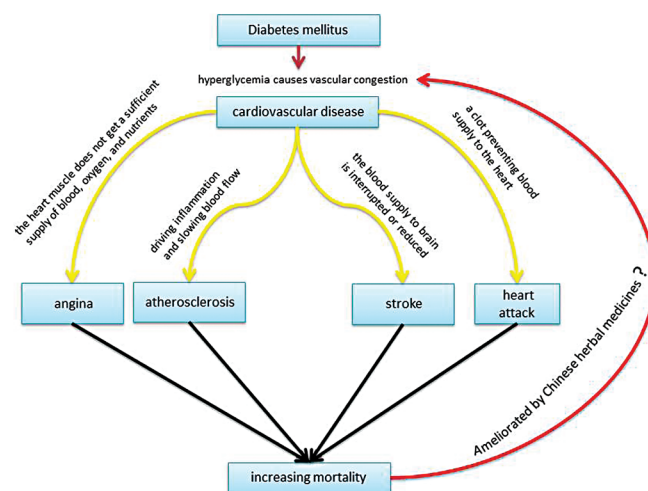 Diabetes mellitus
hyperglycemia causes vascular congestion
cardiovascular disease
the heart muscle does not get a sufficient
supply of blood, oxygen, and nutrients
driving inflammation
and slowing blood flow
the blood supply to brain
is interrupted or reduced
a clot preventing blood
supply to the heart
angina
atherosclerosis
stroke
heart
attack
Ameliorated by Chinese herbal medicines ?
increasing mortality